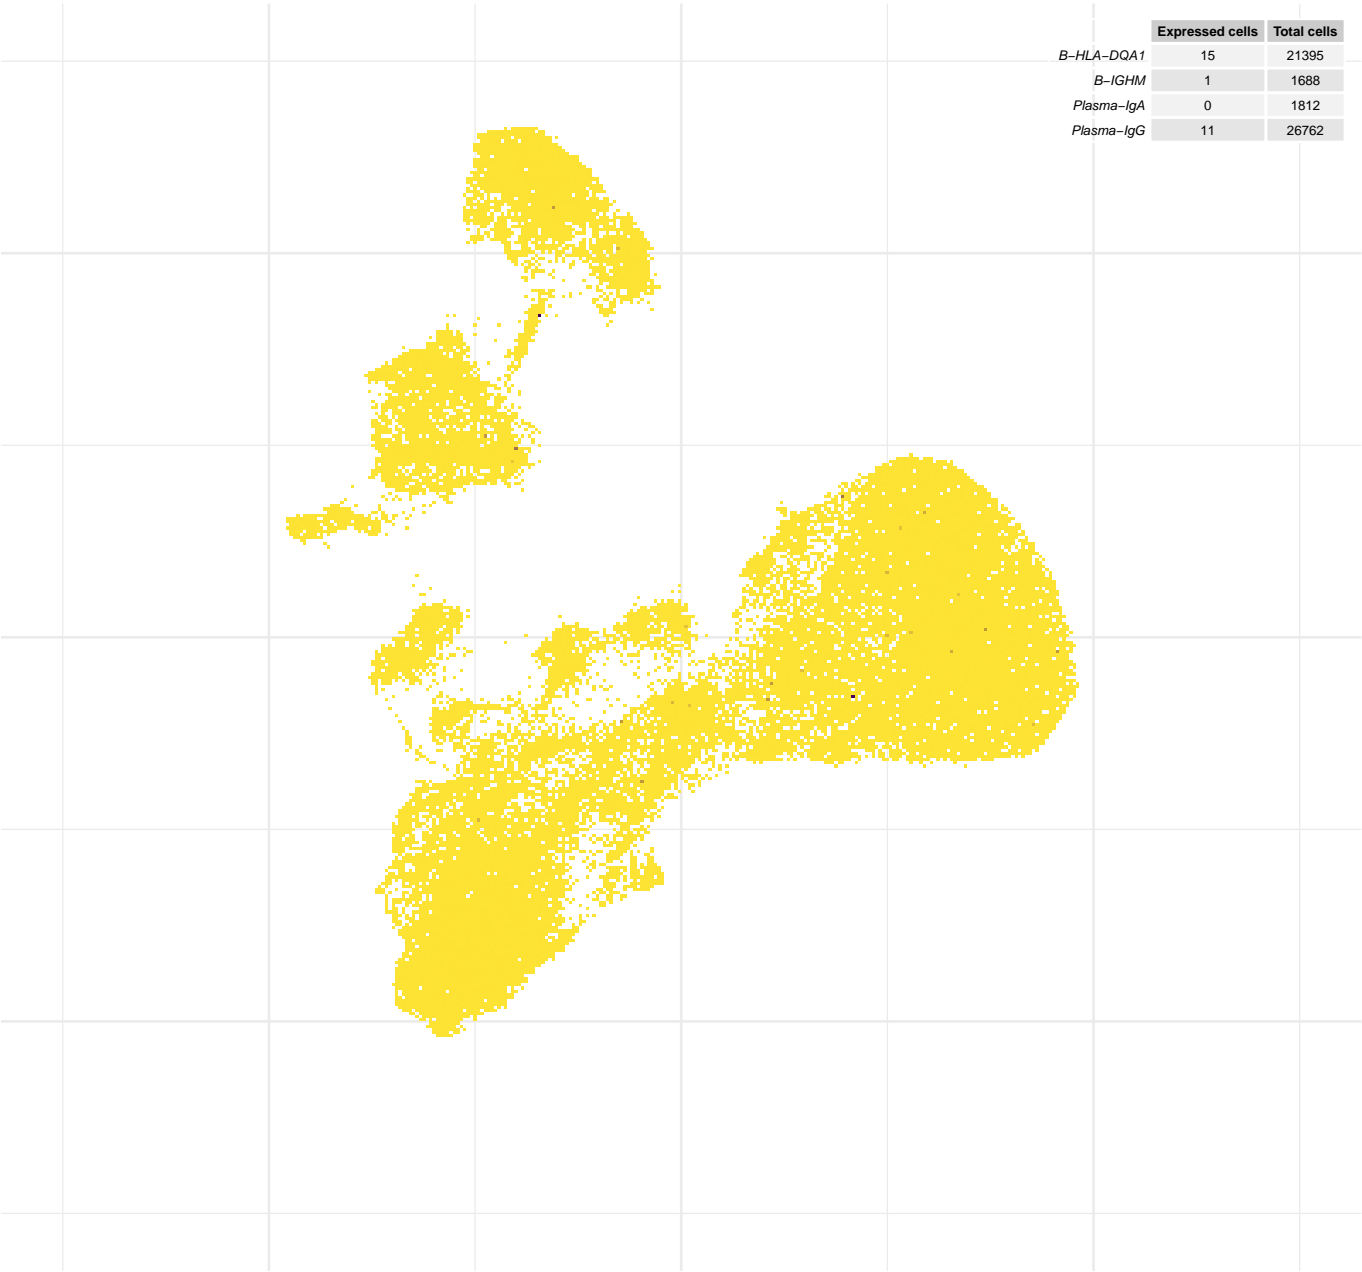 Expressed cells Total cells
B−HLA−DQA1 15 21395
B−IGHM 1 1688
Plasma−IgA 0 1812
Plasma−IgG 11 26762